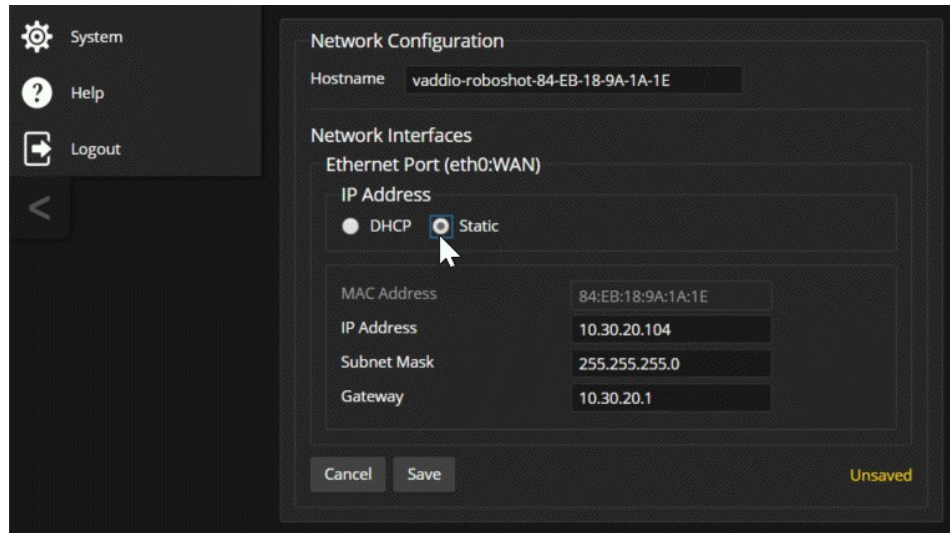 System
Help
Logout
<
Network Configuration
Hostname vaddio-roboshot-84-EB-18-9A-1A-1E
Network Interfaces
Ethernet Port (eth0:WAN)
IP Address
DHCP Static
MAC Address 84:EB:18:9A:1A:1E
IP Address 10.30.20.104
Subnet Mask 255.255.255.0
Gateway 10.30.20.1
Cancel Save Unsaved